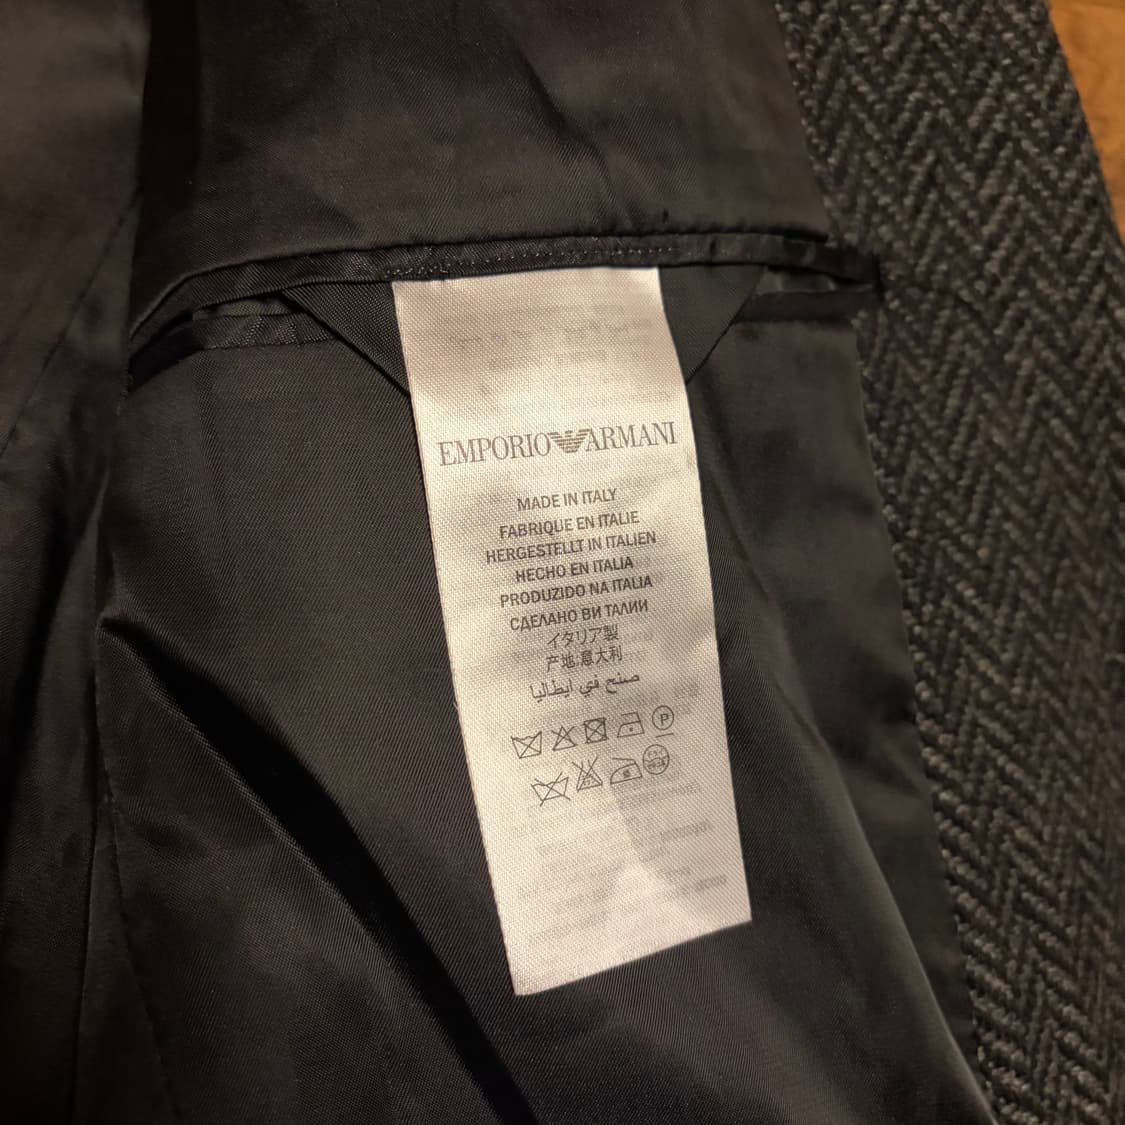 EMPORIO ARMANI
MADE IN ITALY
FABRIQUE EN ITALIE
HERGESTELLT IN ITALIEN
HECHO EN ITALIA
PRODUZIDO NA ITALIA
СДЕЛАНО ВИ ТАЛИИ
イタリア製
产地:意大利
صنع في ايطاليا
P